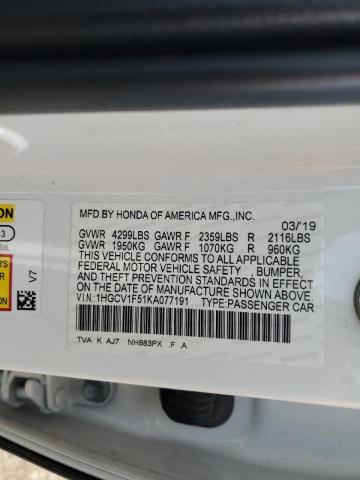 MFD.BY HONDA OF AMERICA MFG.,INC.
03/'19
GVWR 4299LBS GAWR F 2359LBS R 2116LBS
GVWR 1950KG GAWR F 1070KG R 960KG
THIS VEHICLE CONFORMS TO ALL APPLICABLE
FEDERAL MOTOR VEHICLE SAFETY , BUMPER,
AND THEFT PREVENTION STANDARDS IN EFFECT
ON THE DATE OF MANUFACTURE SHOWN ABOVE.
V.I.N:1HGCV1F51KA077191 TYPE:PASSENGER CAR
TVA K AJ7 NH883PX .F .A
V7
3